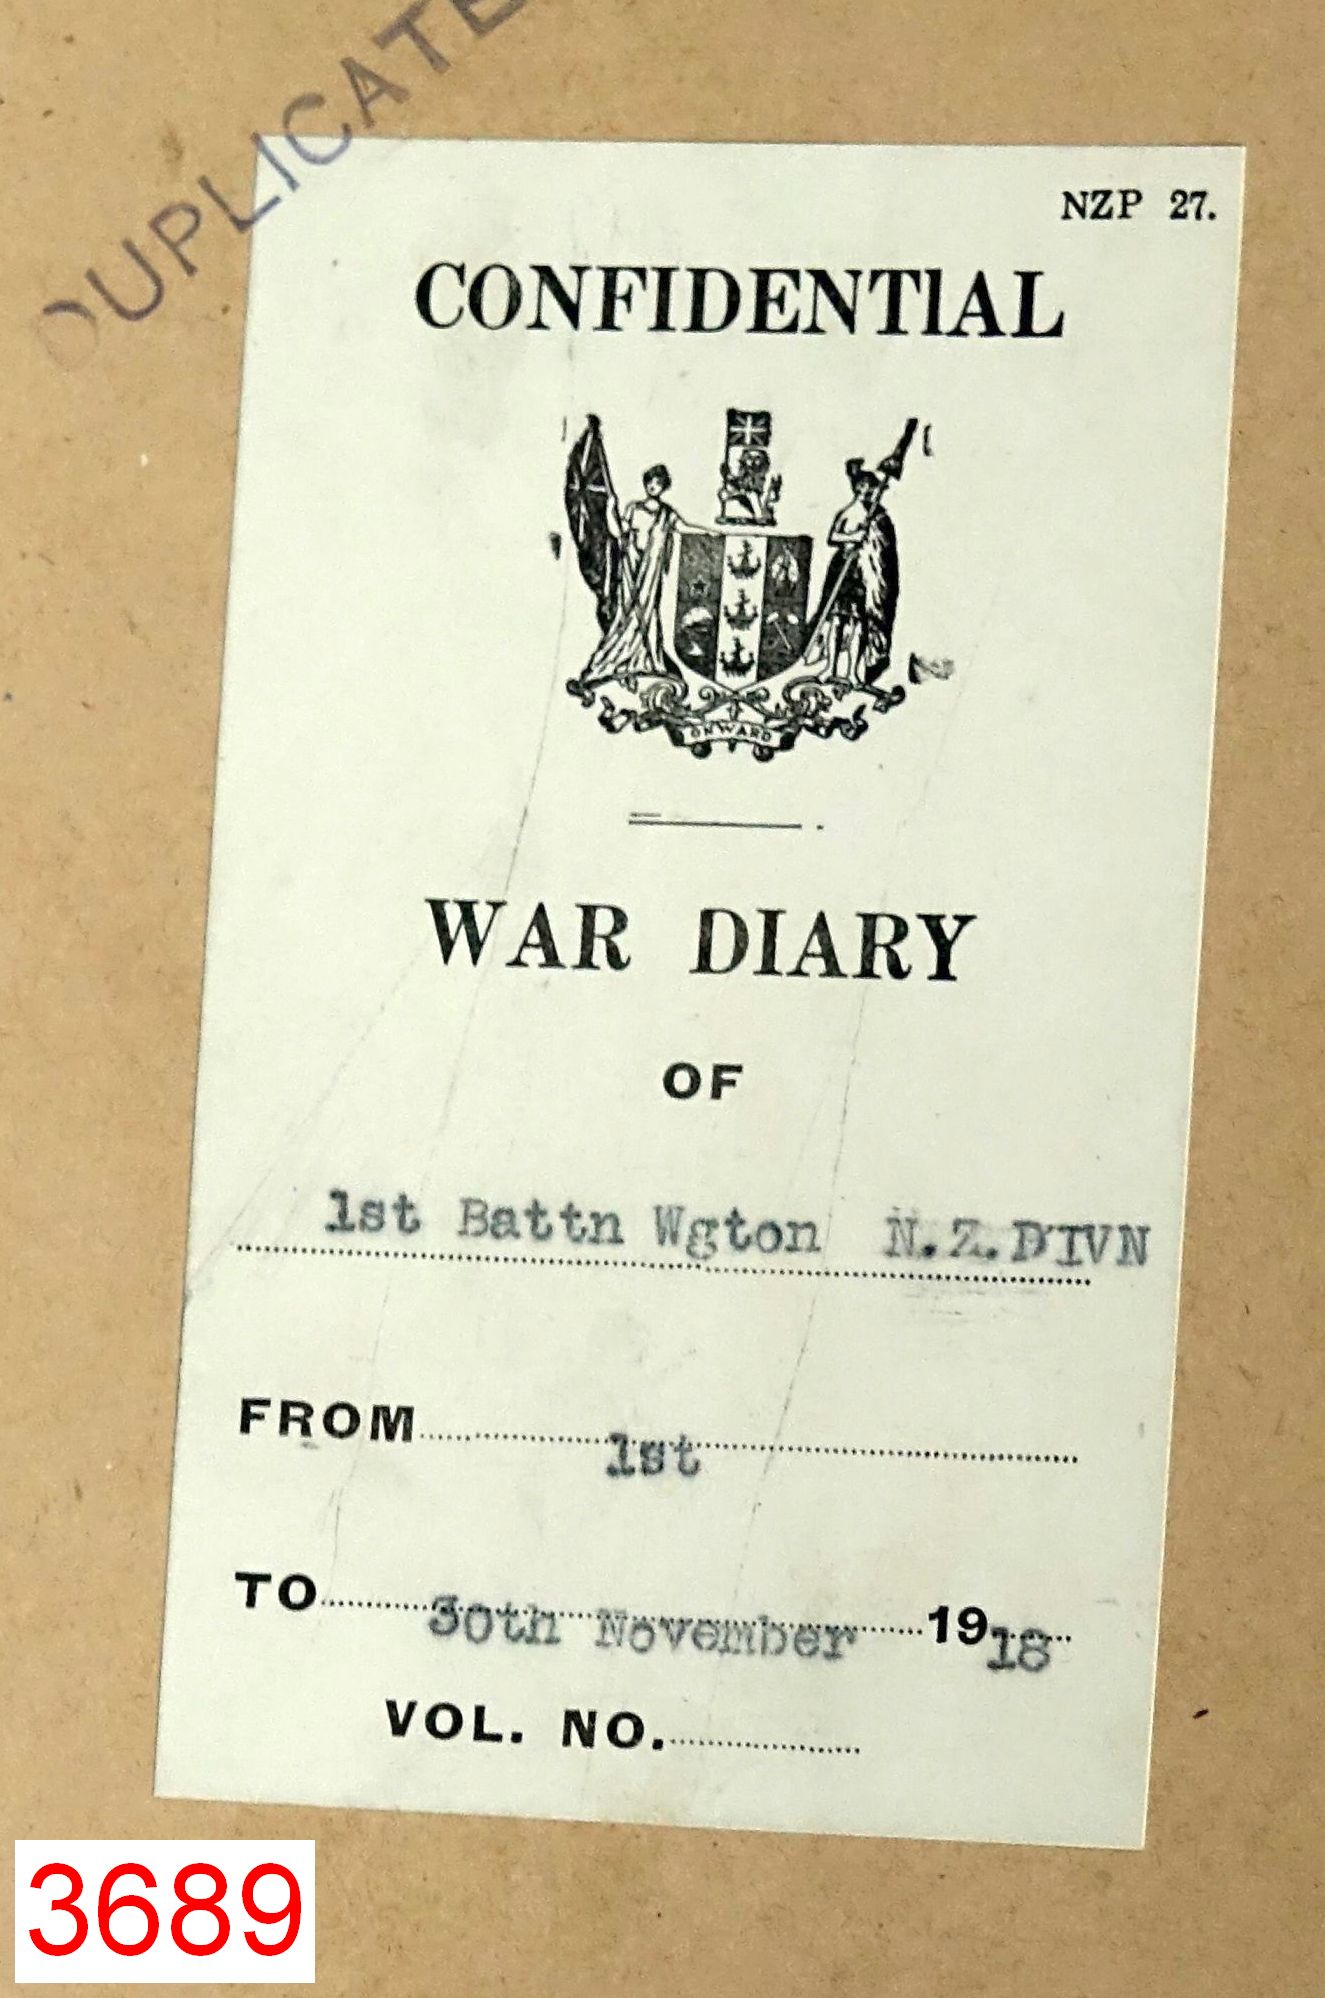 DUPLICATE
NZP 27.
CONFIDENTIAL
ONWARD
WAR DIARY
OF
1st Battn Wgton N.Z.DIVN
FROM 1st
TO 30th November 1918
VOL. NO.
3689